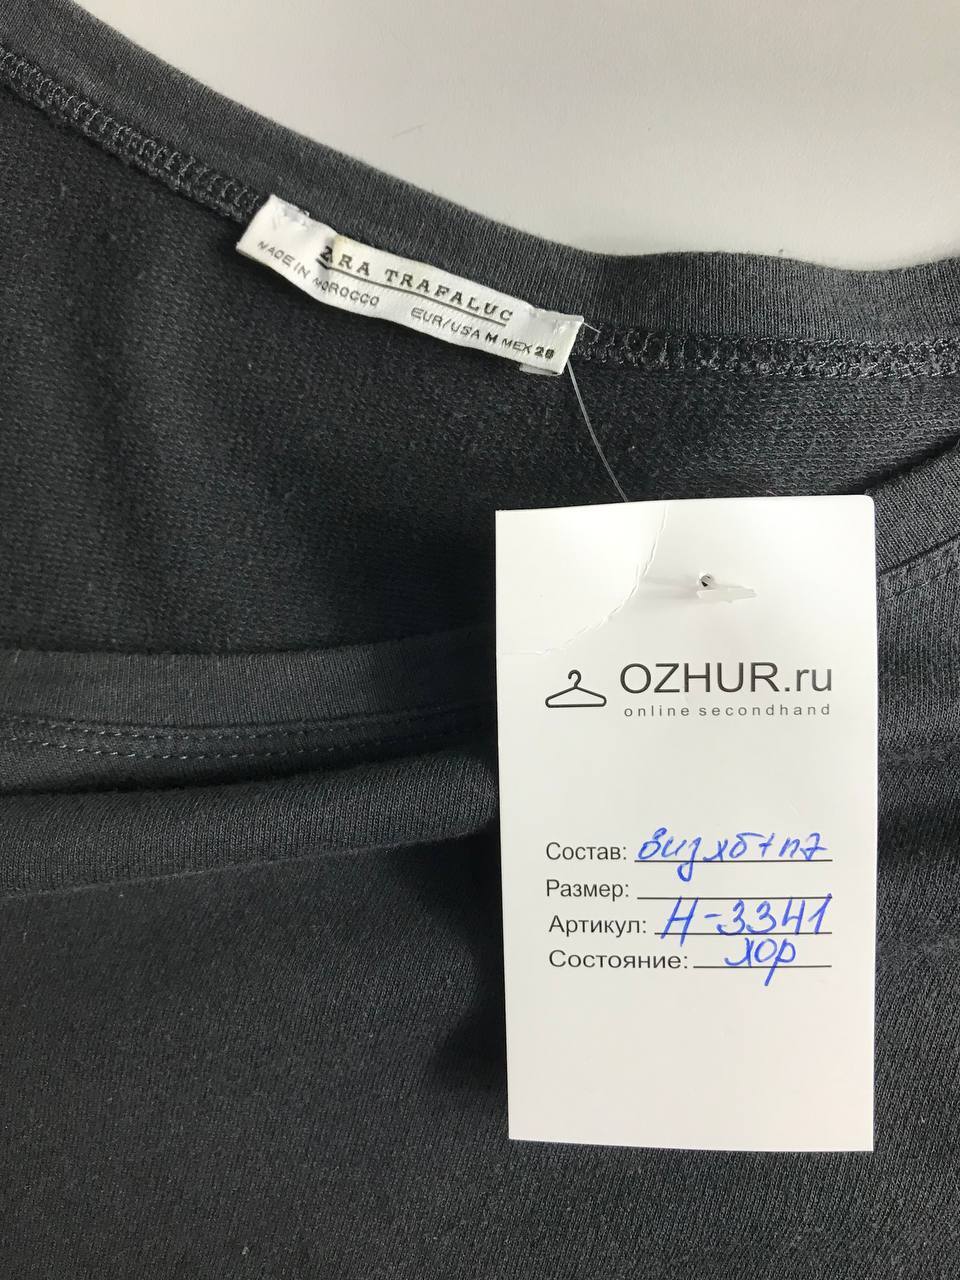 ZARA TRAFALUC
MADE IN MOROCCO EUR/USA M MEX 28
OZHUR.ru
online secondhand
Состав: виз хб+пэ
Размер:
Артикул: Н-3341
Состояние: хор